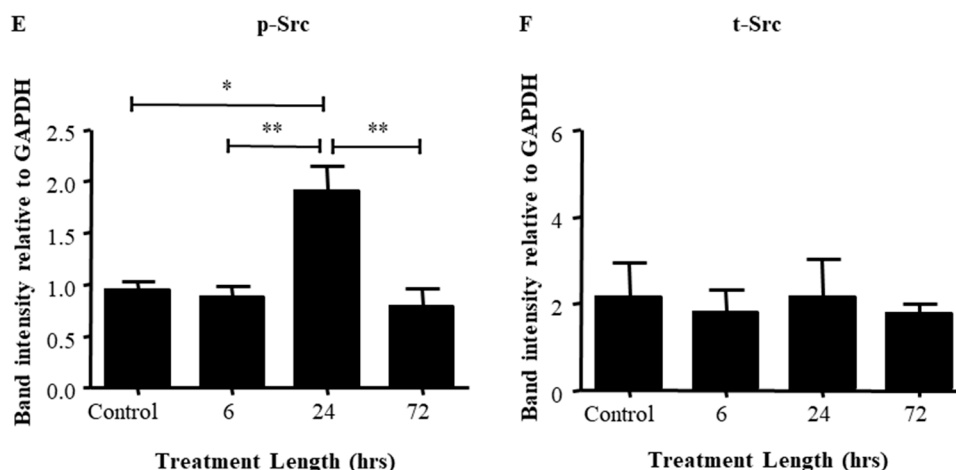 E
p-Src
Band intensity relative to GAPDH
*
**
**
2.5
2.0
1.5
1.0
0.5
0.0
Control 6 24 72
Treatment Length (hrs)
F
t-Src
Band intensity relative to GAPDH
6
4
2
0
Control 6 24 72
Treatment Length (hrs)